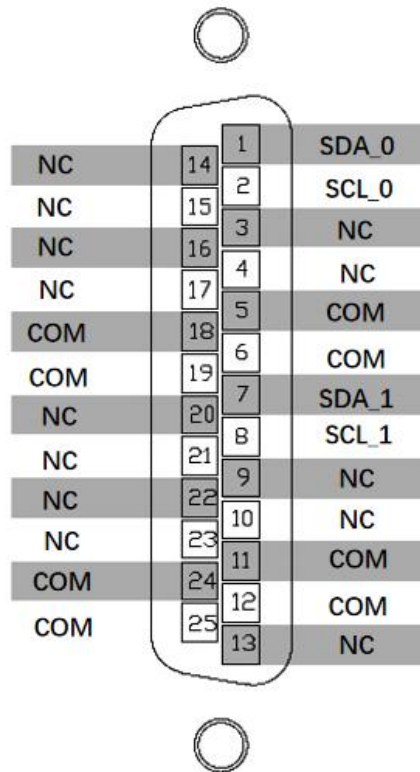 1 SDA_0
NC 14
2 SCL_0
NC 15
3 NC
NC 16
4 NC
NC 17
5 COM
COM 18
6 COM
COM 19
7 SDA_1
NC 20
8 SCL_1
NC 21
9 NC
NC 22
10 NC
NC 23
11 COM
COM 24
12 COM
COM 25
13 NC